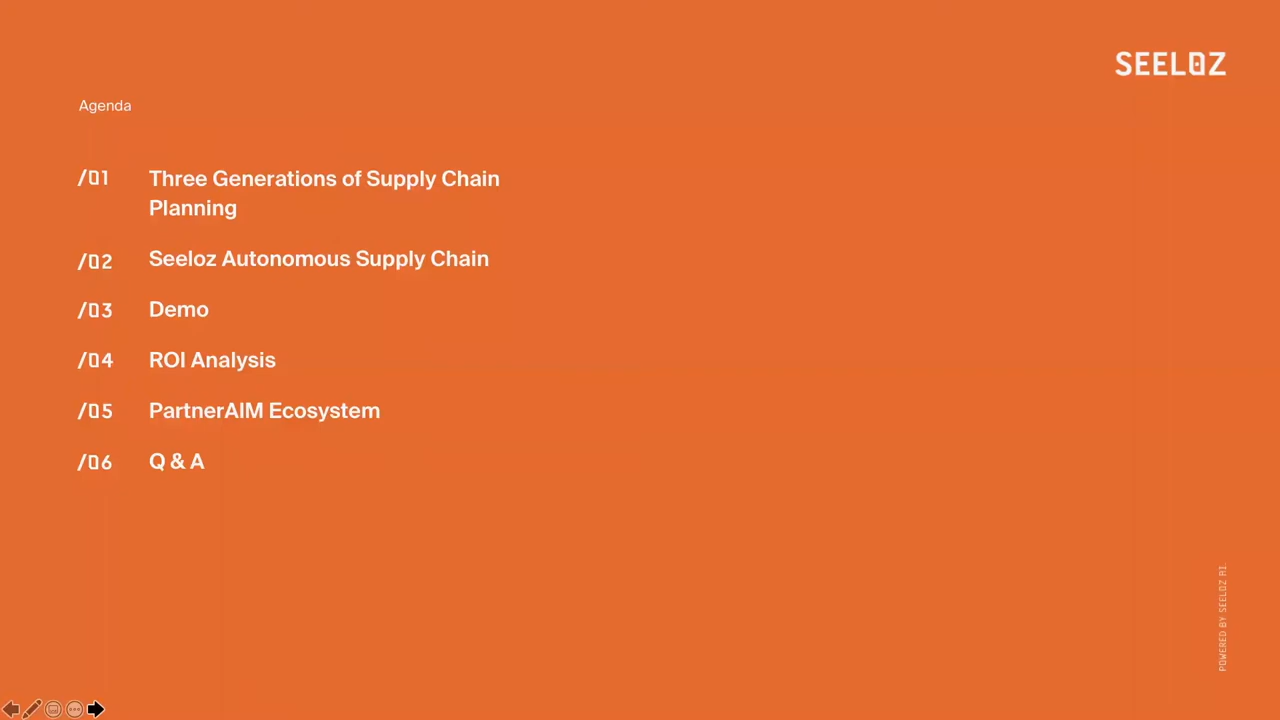 SEELOZ
Agenda
/01 Three Generations of Supply Chain
Planning
/02 Seeloz Autonomous Supply Chain
/03 Demo
/04 ROI Analysis
/05 PartnerAIM Ecosystem
/06 Q & A
POWERED BY SEELOZ RI.